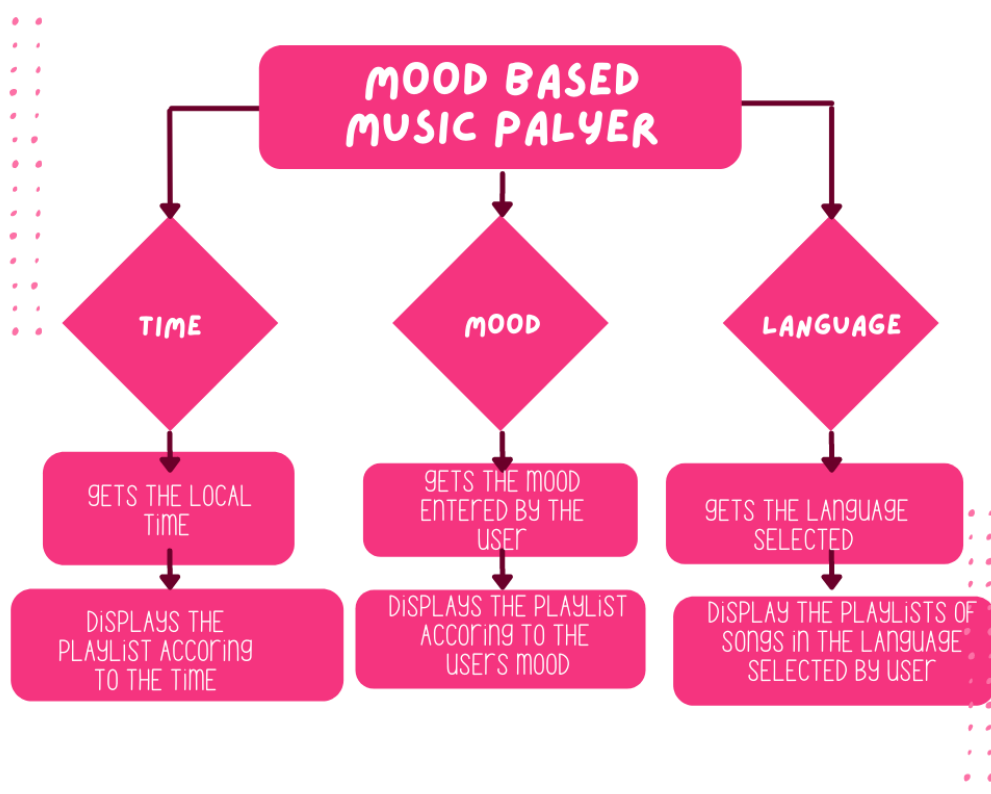 MOOD BASED
MUSIC PALYER
TIME
MOOD
LANGUAGE
GETS THE LOCAL
TIME
GETS THE MOOD
ENTERED BY THE
USER
GETS THE LANGUAGE
SELECTED
DISPLAYS THE
PLAYLIST ACCORING
TO THE TIME
DISPLAYS THE PLAYLIST
ACCORING TO THE
USERS MOOD
DISPLAY THE PLAYLISTS OF
SONGS IN THE LANGUAGE
SELECTED BY USER